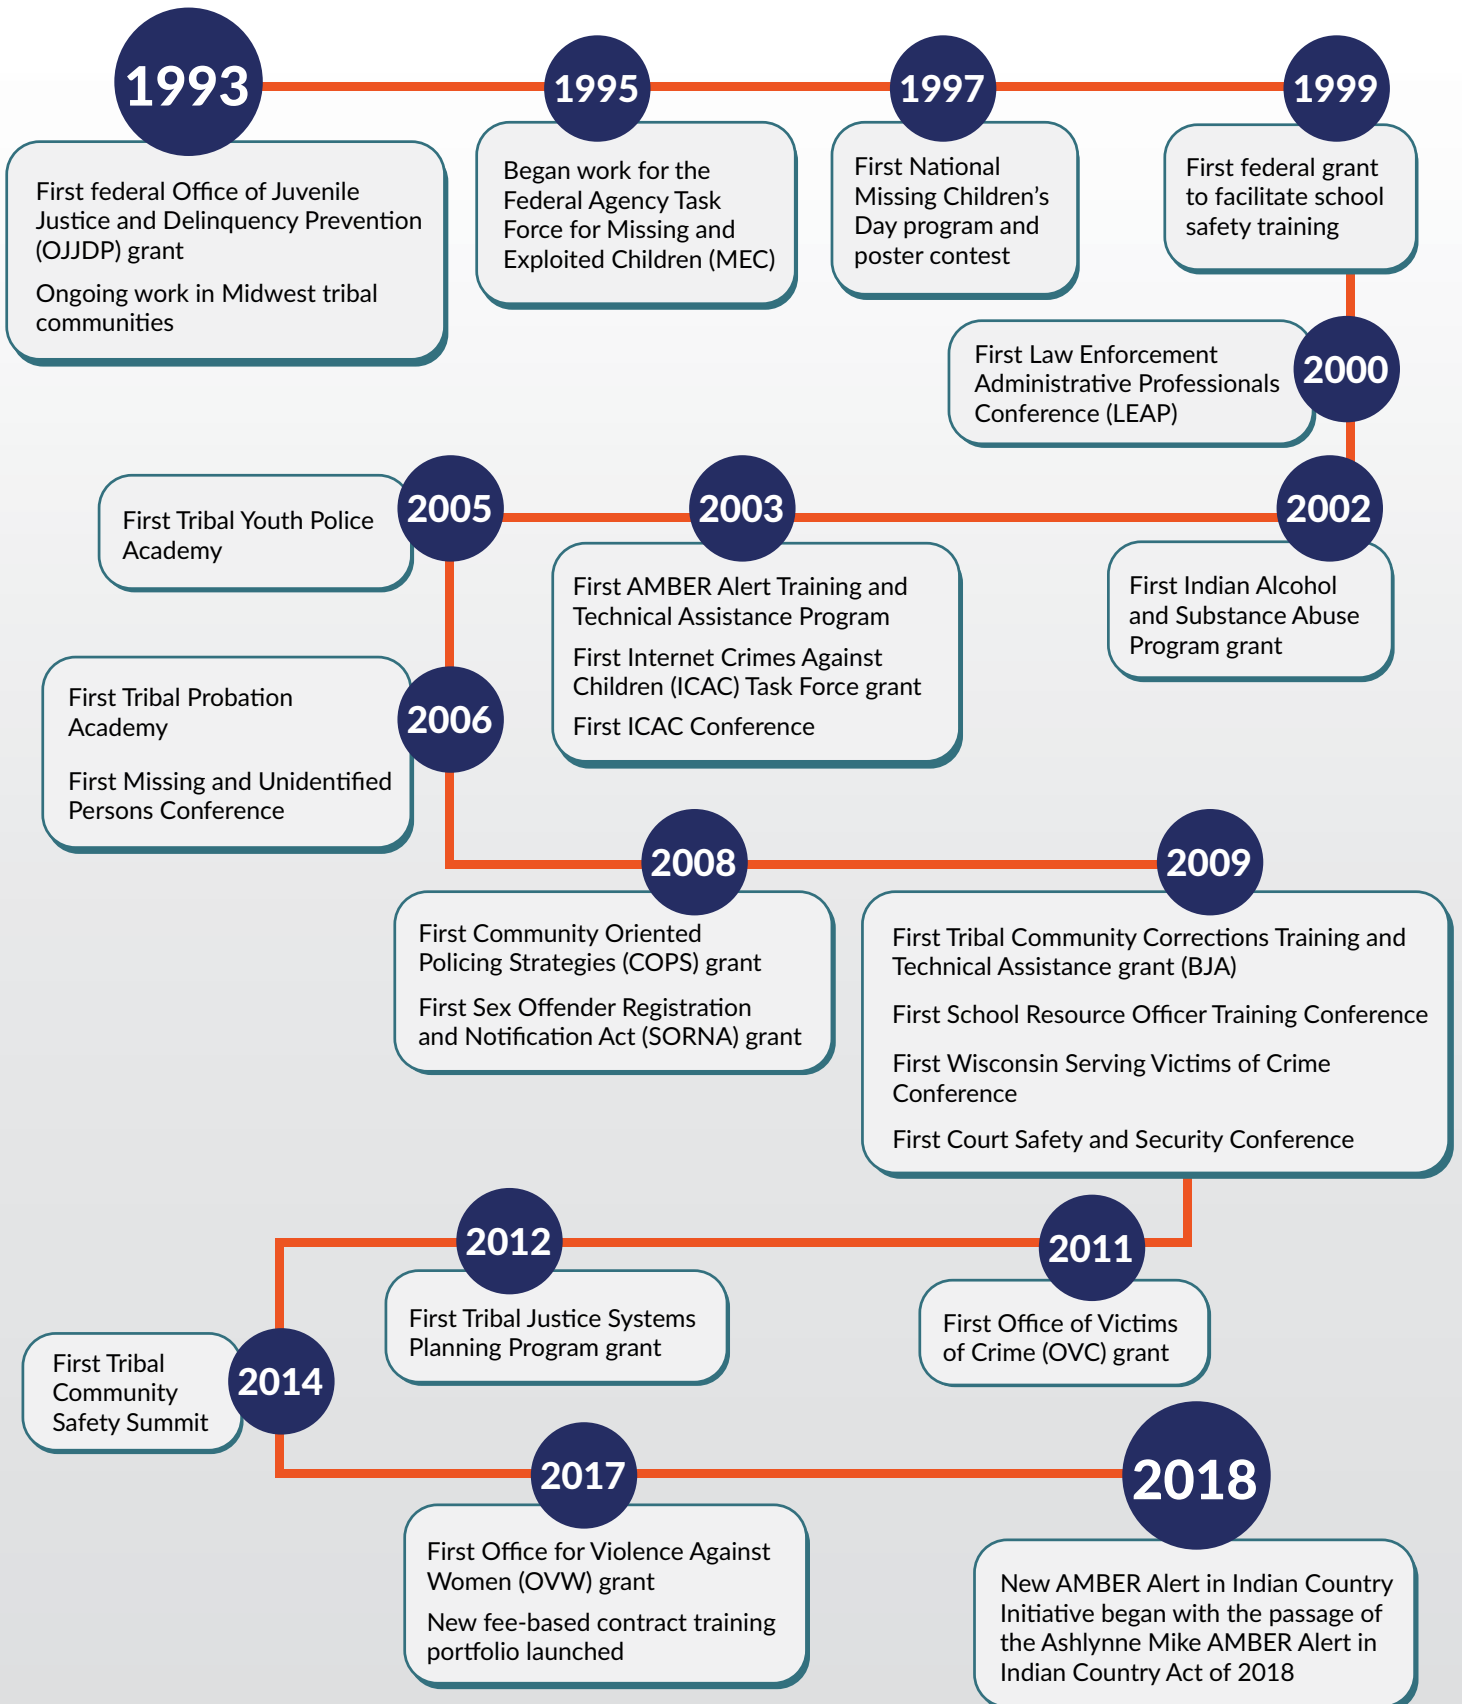 1993
First federal Office of Juvenile
Justice and Delinquency Prevention
(OJJDP) grant
Ongoing work in Midwest tribal
communities
1995
Began work for the
Federal Agency Task
Force for Missing and
Exploited Children (MEC)
1997
First National
Missing Children’s
Day program and
poster contest
1999
First federal grant
to facilitate school
safety training
2000
First Law Enforcement
Administrative Professionals
Conference (LEAP)
2002
First Indian Alcohol
and Substance Abuse
Program grant
2003
First AMBER Alert Training and
Technical Assistance Program
First Internet Crimes Against
Children (ICAC) Task Force grant
First ICAC Conference
2005
First Tribal Youth Police
Academy
2006
First Tribal Probation
Academy
First Missing and Unidentified
Persons Conference
2008
First Community Oriented
Policing Strategies (COPS) grant
First Sex Offender Registration
and Notification Act (SORNA) grant
2009
First Tribal Community Corrections Training and
Technical Assistance grant (BJA)
First School Resource Officer Training Conference
First Wisconsin Serving Victims of Crime
Conference
First Court Safety and Security Conference
2011
First Office of Victims
of Crime (OVC) grant
2012
First Tribal Justice Systems
Planning Program grant
2014
First Tribal
Community
Safety Summit
2017
First Office for Violence Against
Women (OVW) grant
New fee-based contract training
portfolio launched
2018
New AMBER Alert in Indian Country
Initiative began with the passage of
the Ashlynne Mike AMBER Alert in
Indian Country Act of 2018